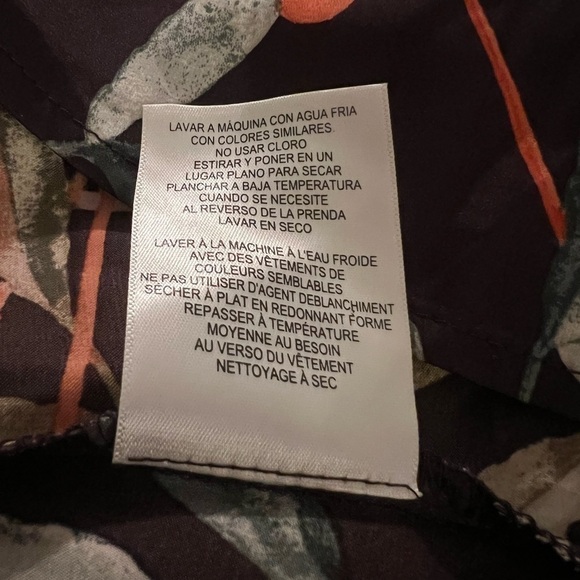 LAVAR A MÁQUINA CON AGUA FRIA
CON COLORES SIMILARES.
NO USAR CLORO
ESTIRAR Y PONER EN UN
LUGAR PLANO PARA SECAR
PLANCHAR A BAJA TEMPERATURA
CUANDO SE NECESITE
AL REVERSO DE LA PRENDA
LAVAR EN SECO
LAVER À LA MACHINE À L'EAU FROIDE
AVEC DES VÊTEMENTS DE
COULEURS SEMBLABLES
NE PAS UTILISER D'AGENT DEBLANCHIMENT
SÉCHER À PLAT EN REDONNANT FORME
REPASSER À TEMPÉRATURE
MOYENNE AU BESOIN
AU VERSO DU VÊTEMENT
NETTOYAGE À SEC